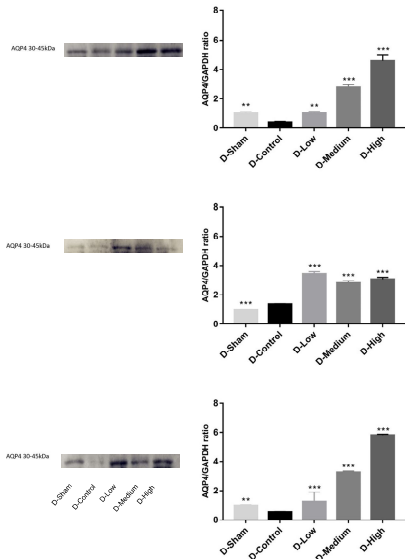 AQP4 30-45kDa
AQP4/GAPDH ratio
8
6
4
2
0
**
**
***
***
D-Sham
D-Control
D-Low
D-Medium
D-High
AQP4 30-45kDa
AQP4/GAPDH ratio
8
6
4
2
0
***
***
***
***
D-Sham
D-Control
D-Low
D-Medium
D-High
AQP4 30-45kDa
D-Sham
D-Control
D-Low
D-Medium
D-High
AQP4/GAPDH ratio
8
6
4
2
0
**
***
***
***
D-Sham
D-Control
D-Low
D-Medium
D-High